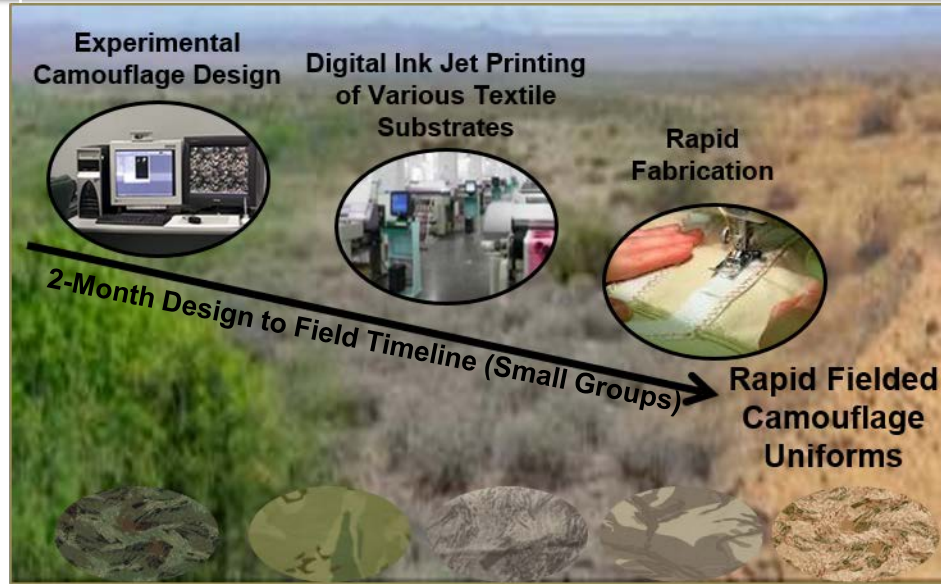 Experimental
Camouflage Design
Digital Ink Jet Printing
of Various Textile
Substrates
Rapid
Fabrication
2-Month Design to Field Timeline (Small Groups)
Rapid Fielded
Camouflage
Uniforms